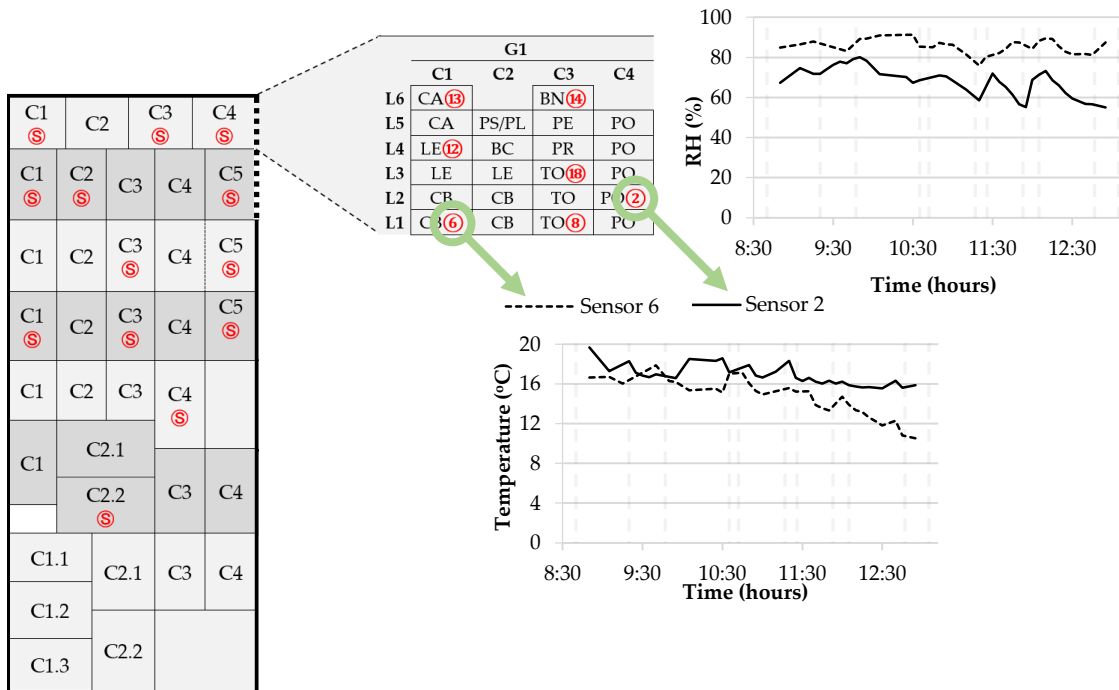 C1 C2 C3 C4
Ⓢ Ⓢ Ⓢ
C1 C2 C3 C4 C5
Ⓢ Ⓢ Ⓢ
C1 C2 C3 C4 C5
Ⓢ Ⓢ
C1 C2 C3 C4 C5
Ⓢ Ⓢ Ⓢ
C1 C2 C3 C4
Ⓢ
C1 C2.1
C2.2 C3 C4
Ⓢ
C1.1 C2.1 C3 C4
C1.2
C1.3 C2.2
G1
C1 C2 C3 C4
L6 CA⑬ BN⑭
L5 CA PS/PL PE PO
L4 LE⑫ BC PR PO
L3 LE LE TO⑱ PO
L2 CB CB TO PO②
L1 CB⑥ CB TO⑧ PO
RH (%)
100
80
60
40
20
0
8:30 9:30 10:30 11:30 12:30
Time (hours)
Sensor 6 Sensor 2
Temperature (ºC)
20
16
12
8
4
0
8:30 9:30 10:30 11:30 12:30
Time (hours)